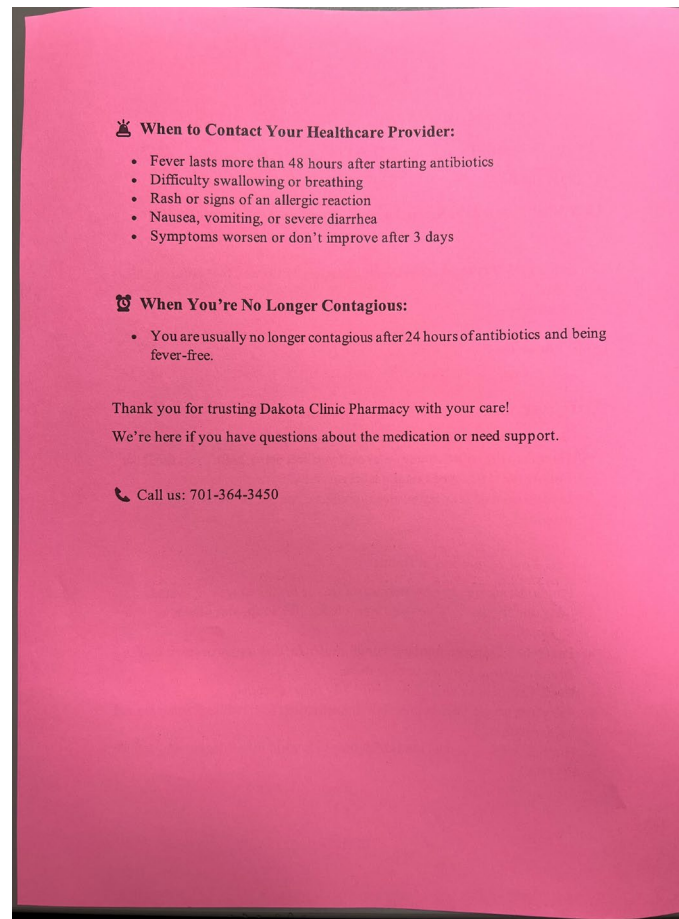 When to Contact Your Healthcare Provider:
• Fever lasts more than 48 hours after starting antibiotics
• Difficulty swallowing or breathing
• Rash or signs of an allergic reaction
• Nausea, vomiting, or severe diarrhea
• Symptoms worsen or don't improve after 3 days
When You're No Longer Contagious:
• You are usually no longer contagious after 24 hours of antibiotics and being
fever-free.
Thank you for trusting Dakota Clinic Pharmacy with your care!
We're here if you have questions about the medication or need support.
Call us: 701-364-3450